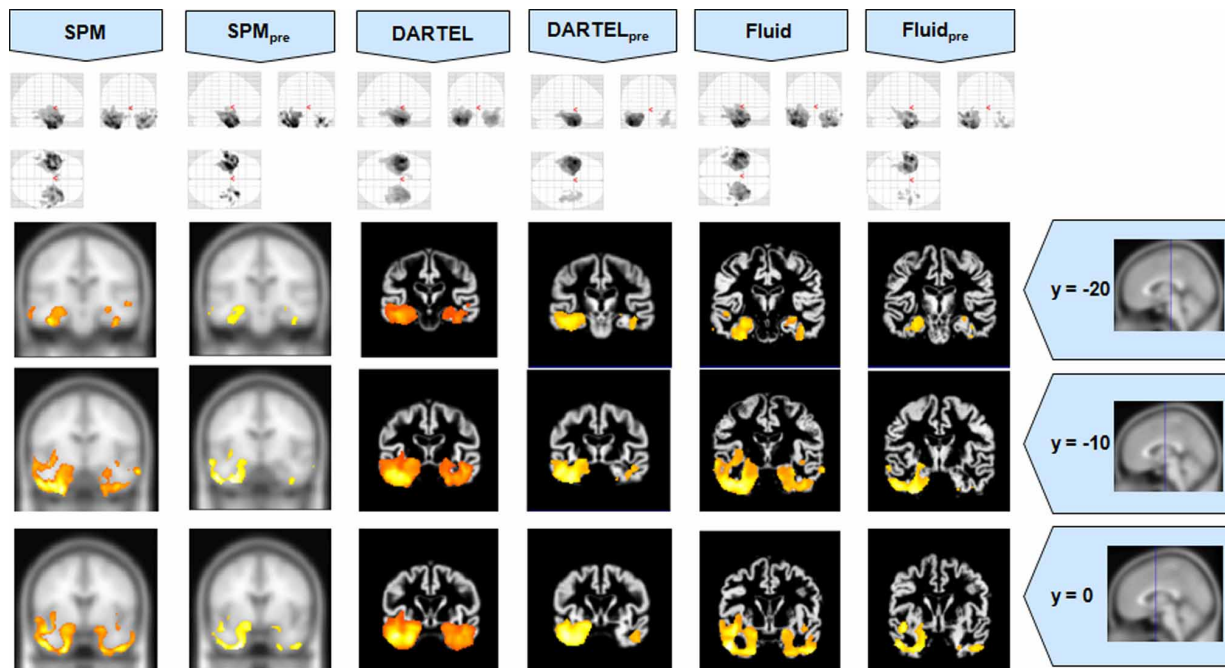 SPM
SPMpre
DARTEL
DARTELpre
Fluid
Fluidpre
y = -20
y = -10
y = 0